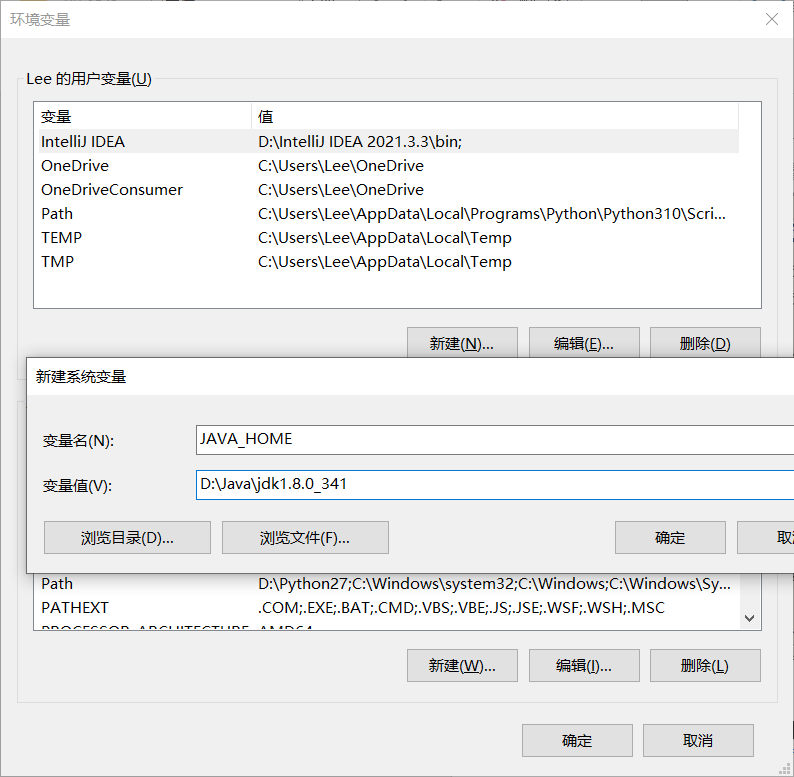 环境变量
Lee 的用户变量(U)
变量 值
IntelliJ IDEA D:\IntelliJ IDEA 2021.3.3\bin;
OneDrive C:\Users\Lee\OneDrive
OneDriveConsumer C:\Users\Lee\OneDrive
Path C:\Users\Lee\AppData\Local\Programs\Python\Python310\Scri...
TEMP C:\Users\Lee\AppData\Local\Temp
TMP C:\Users\Lee\AppData\Local\Temp
新建(N)... 编辑(E)... 删除(D)
新建系统变量
变量名(N): JAVA_HOME
变量值(V): D:\Java\jdk1.8.0_341
浏览目录(D)... 浏览文件(F)... 确定 取
Path D:\Python27;C:\Windows\system32;C:\Windows;C:\Windows\Sy...
PATHEXT .COM;.EXE;.BAT;.CMD;.VBS;.VBE;.JS;.JSE;.WSF;.WSH;.MSC
PROCESSOR_ARCHITECTURE AMD64
新建(W)... 编辑(I)... 删除(L)
确定 取消